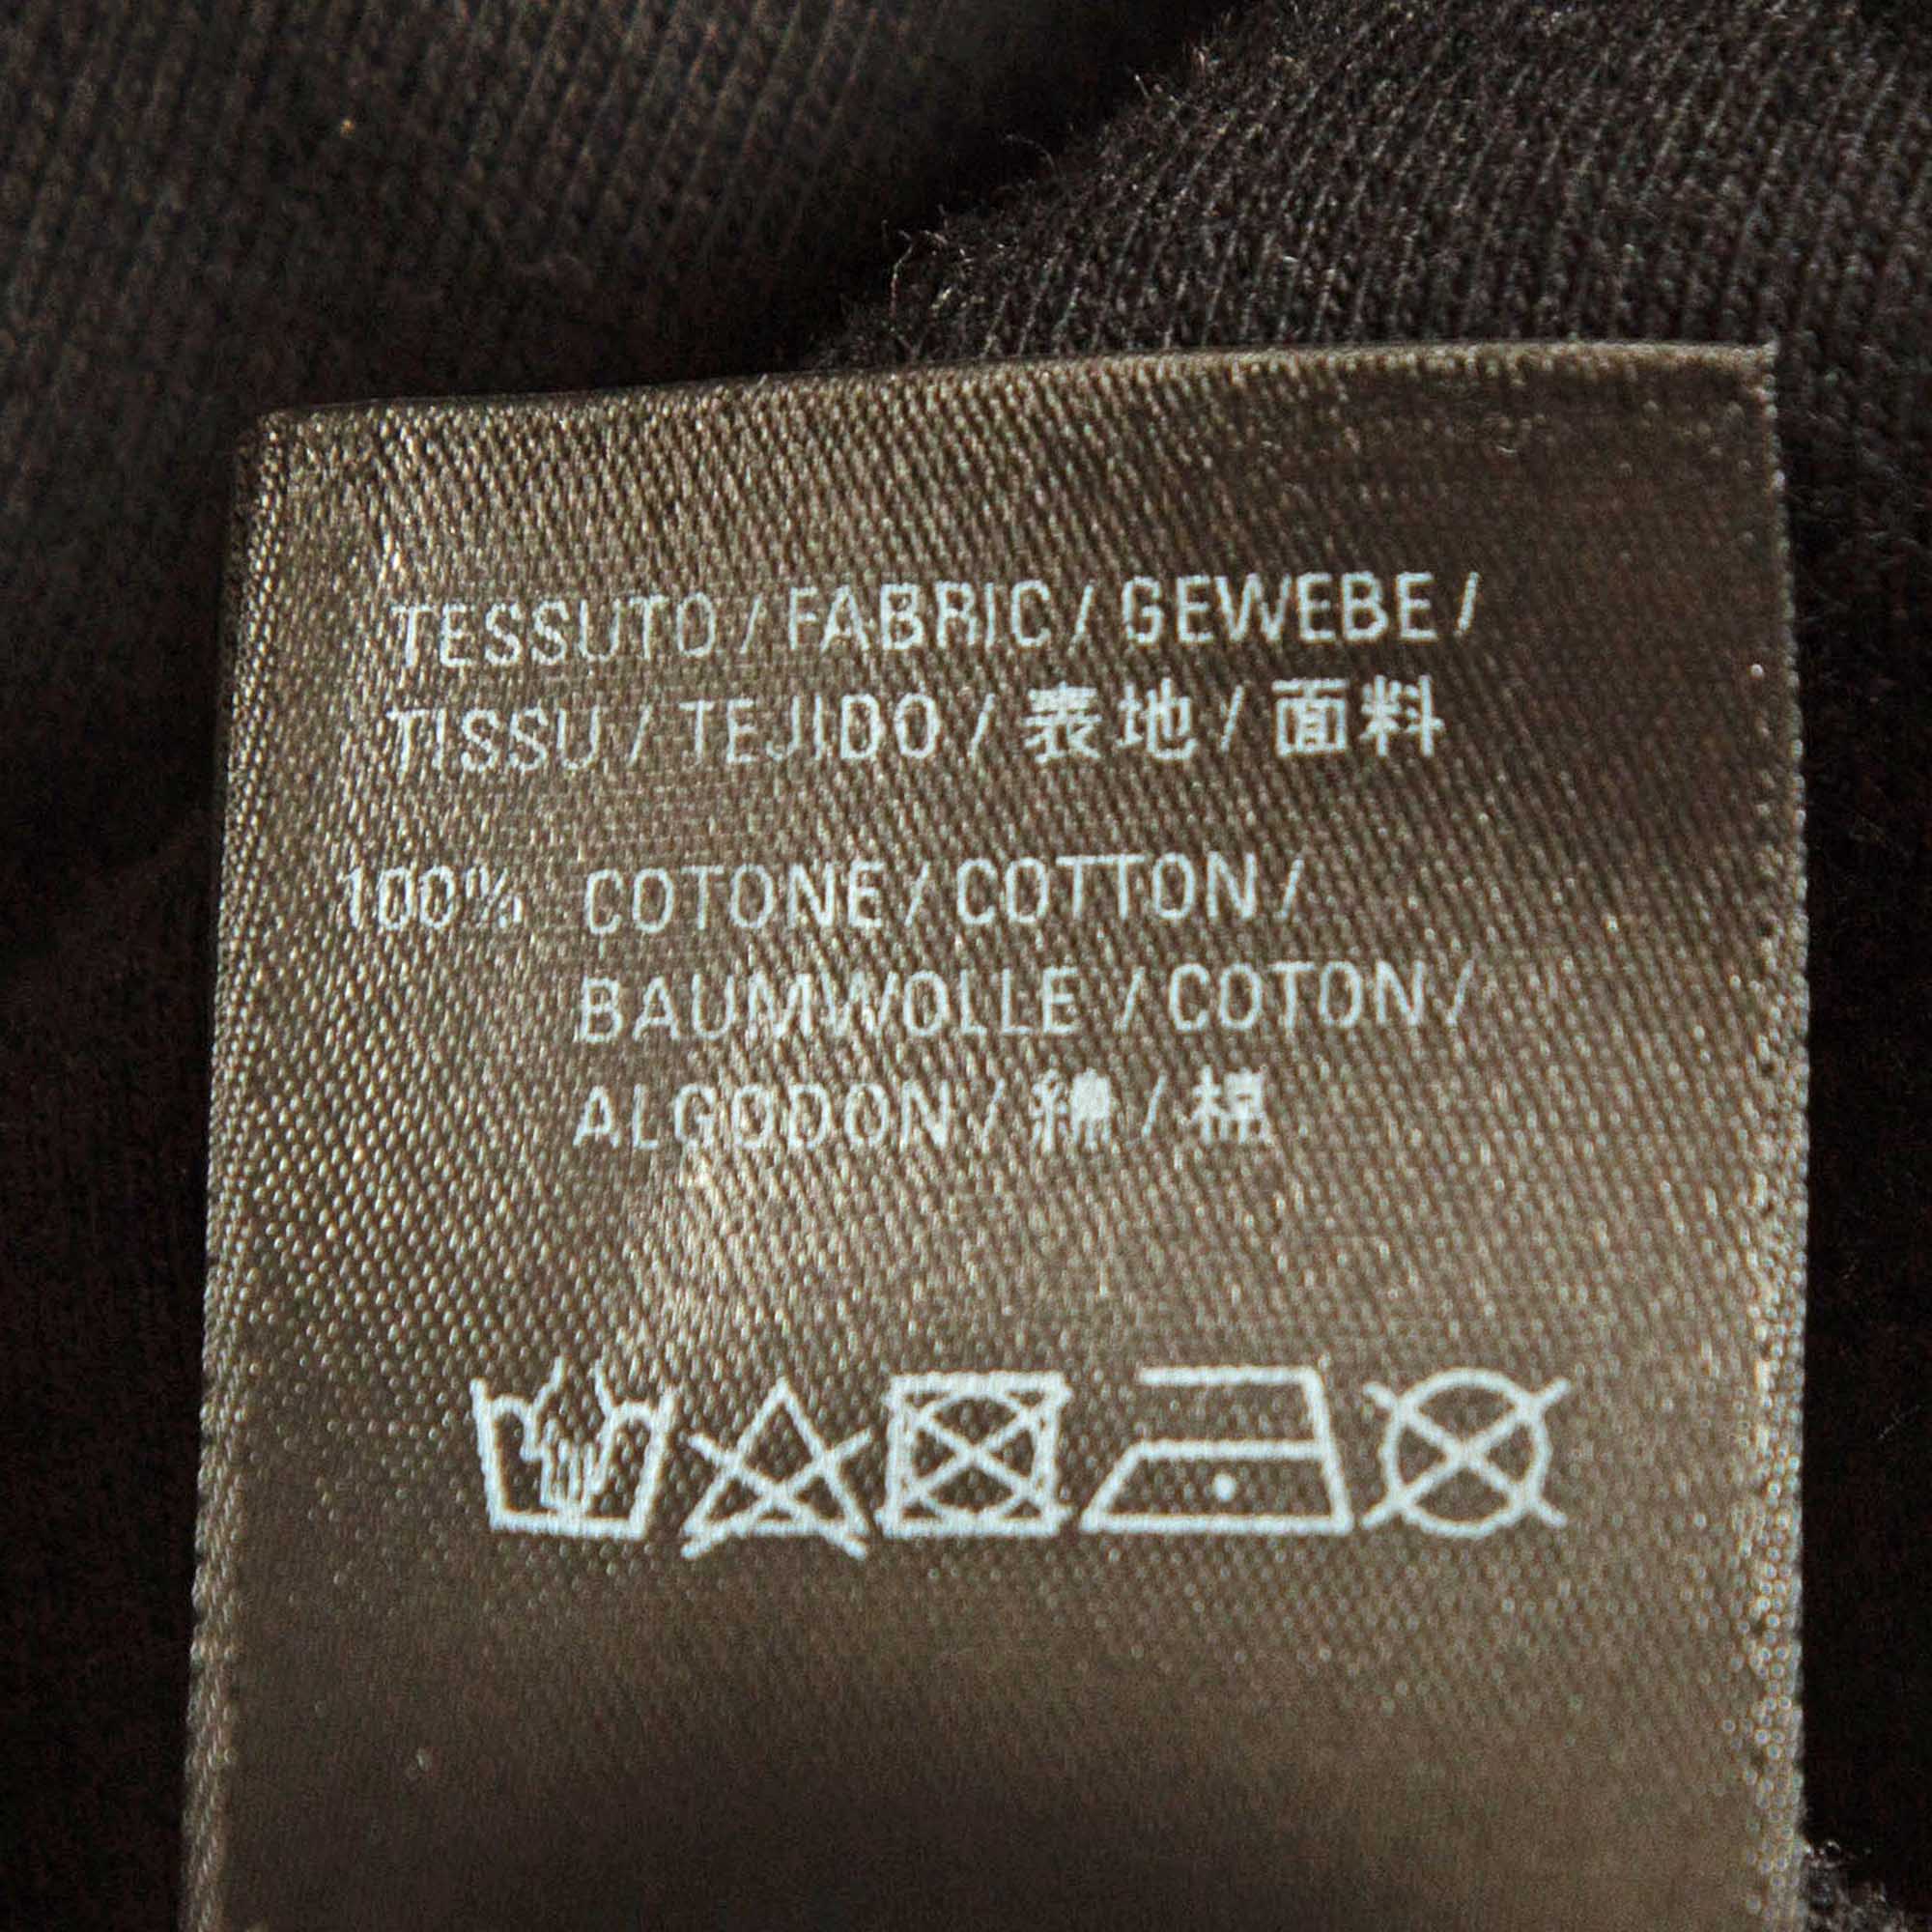 TESSUTO / FABRIC / GEWEBE /
TISSU / TEJIDO / 表地 / 面料
100% COTONE / COTTON /
BAUMWOLLE / COTON /
ALGODON / 綿 / 棉